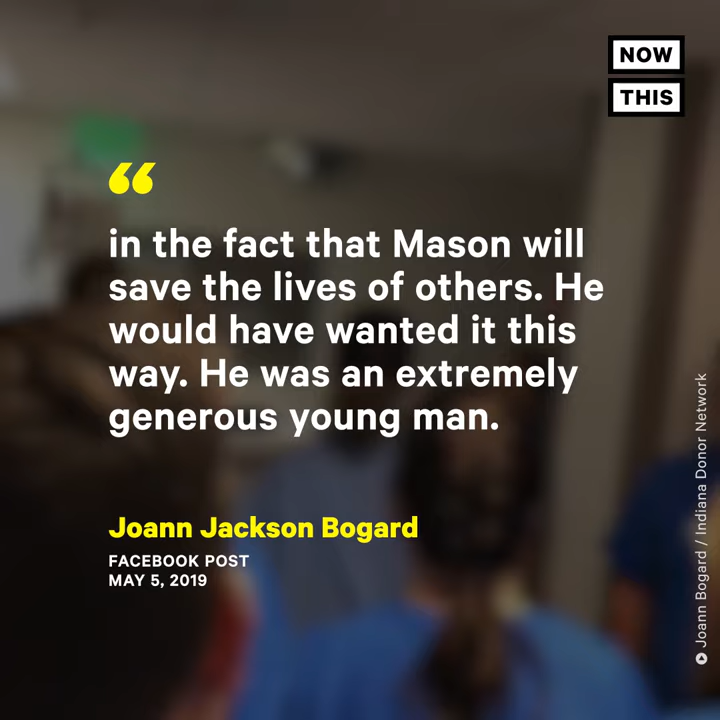 NOW
THIS
“
in the fact that Mason will
save the lives of others. He
would have wanted it this
way. He was an extremely
generous young man.
Joann Jackson Bogard
FACEBOOK POST
MAY 5, 2019
Joann Bogard / Indiana Donor Network